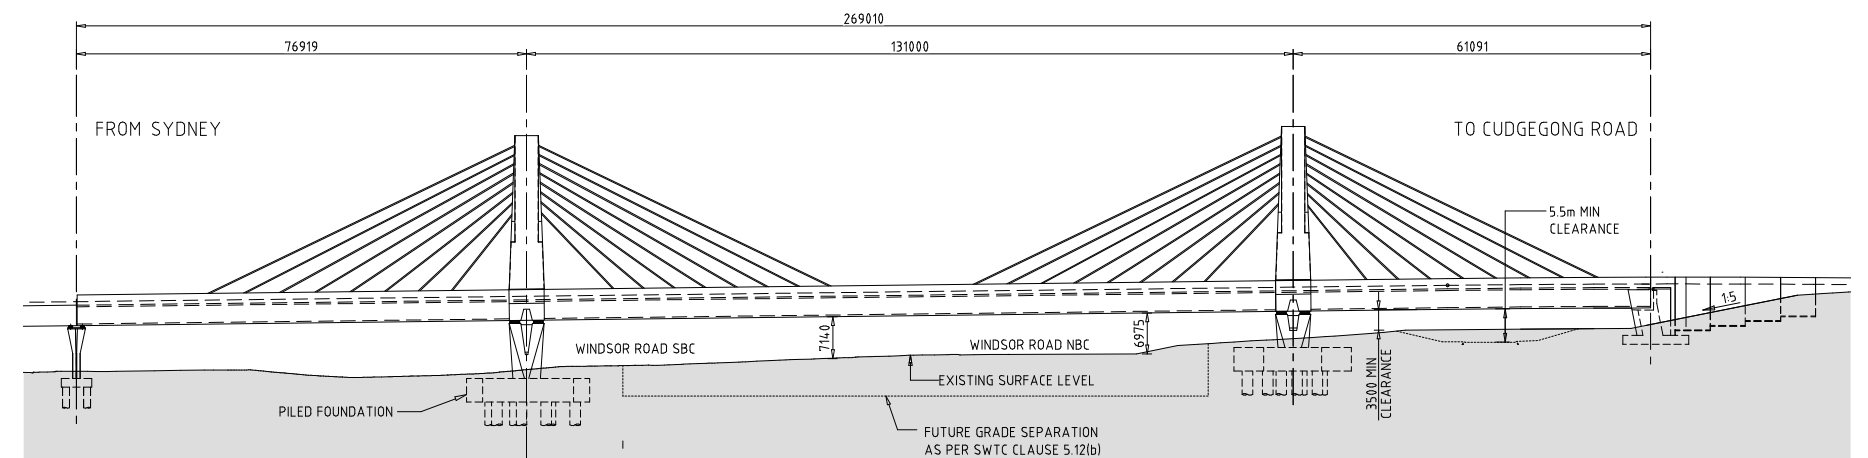 269010
76919
131000
61091
FROM SYDNEY
TO CUDGEGONG ROAD
5.5m MIN
CLEARANCE
1:5
7140
6975
WINDSOR ROAD SBC
WINDSOR ROAD NBC
EXISTING SURFACE LEVEL
3500 MIN
CLEARANCE
PILED FOUNDATION
FUTURE GRADE SEPARATION
AS PER SWTC CLAUSE 5.12(b)